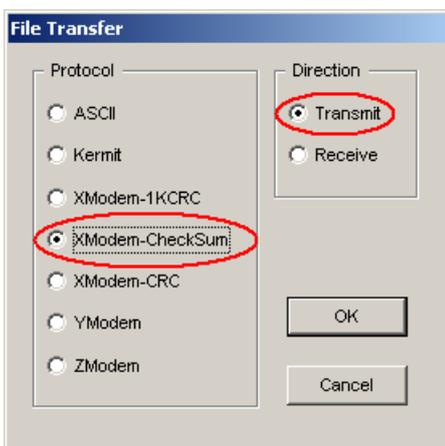 File Transfer
Protocol
ASCII
Kermit
XModem-1KCRC
XModem-CheckSum
XModem-CRC
YModem
ZModem
Direction
Transmit
Receive
OK
Cancel